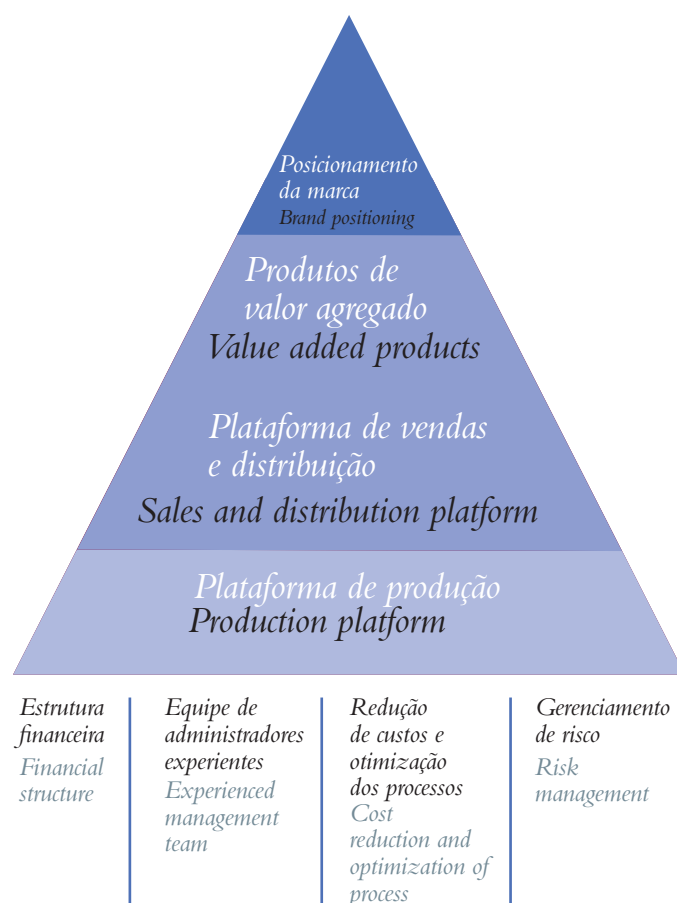 Posicionamento
da marca
Brand positioning
Produtos de
valor agregado
Value added products
Plataforma de vendas
e distribuição
Sales and distribution platform
Plataforma de produção
Production platform
Estrutura
financeira
Financial
structure
Equipe de
administradores
experientes
Experienced
management
team
Redução
de custos e
otimização
dos processos
Cost
reduction and
optimization of
process
Gerenciamento
de risco
Risk
management